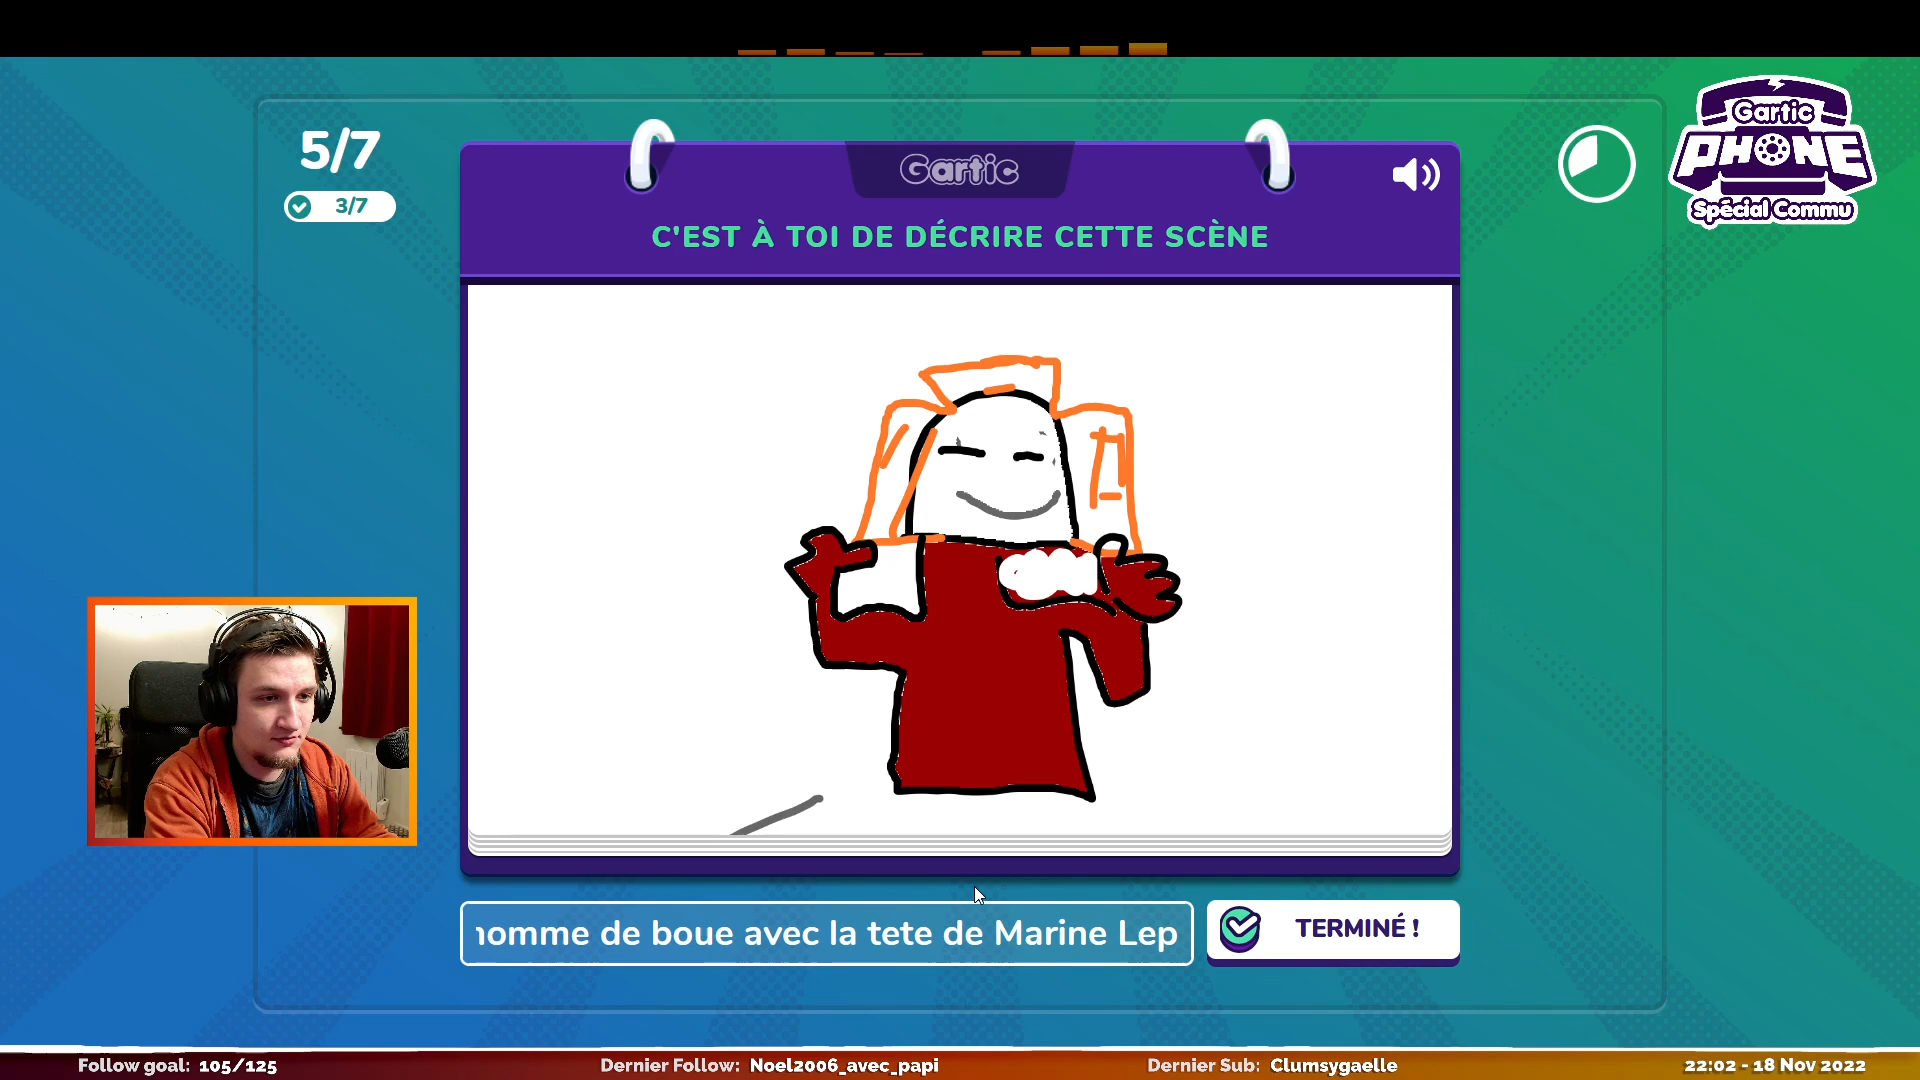 5/7
3/7
Gartic
C'EST À TOI DE DÉCRIRE CETTE SCÈNE
Gartic
PHONE
Spécial Commu
homme de boue avec la tete de Marine Lep
TERMINÉ !
Follow goal: 105/125
Dernier Follow: Noel2006_avec_papi
Dernier Sub: Clumsygaelle
22:02 - 18 Nov 2022